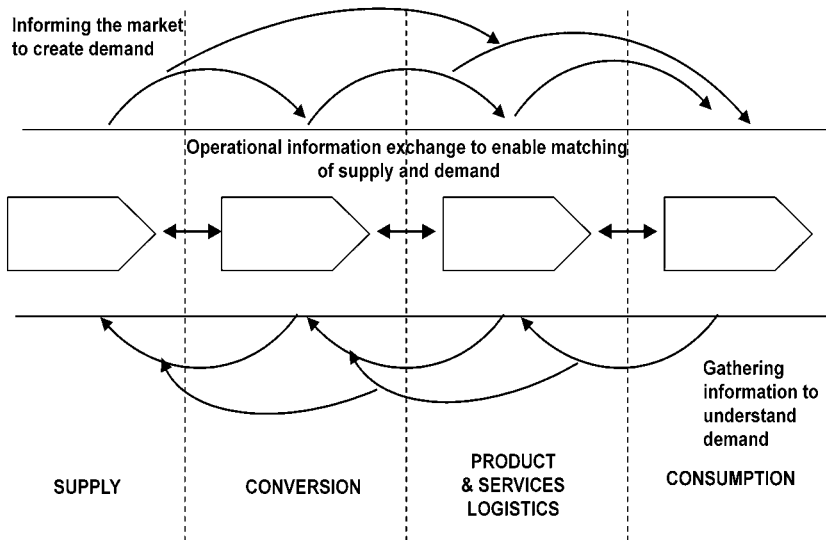 Informing the market
to create demand
Operational information exchange to enable matching
of supply and demand
Gathering
information to
understand
demand
SUPPLY
CONVERSION
PRODUCT
& SERVICES
LOGISTICS
CONSUMPTION